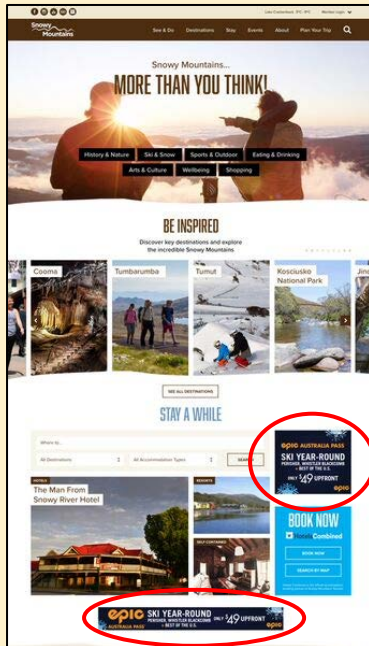 Member Login
Snowy
Mountains
See & Do Destinations Stay Events About Plan Your Trip
Snowy Mountains...
MORE THAN YOU THINK!
History & Nature Ski & Snow Sports & Outdoor Eating & Drinking
Arts & Culture Wellbeing Shopping
BE INSPIRED
Discover key destinations and explore
the incredible Snowy Mountains
Cooma Tumbarumba Tumut Kosciusko
National Park
SEE ALL DESTINATIONS
STAY A WHILE
Where to...
All Destinations All Accommodation Types SEARCH
epic AUSTRALIA PASS
SKI YEAR-ROUND
PERISHER, WHISTLER BLACKCOMB
+ BEST OF THE U.S.
ONLY $49 UPFRONT
epic
HOTELS
The Man From
Snowy River Hotel
RESORTS
SELF CONTAINED
BOOK NOW
HotelsCombined
BOOK NOW
SEARCH BY MAP
epic
AUSTRALIA PASS
SKI YEAR-ROUND
PERISHER, WHISTLER BLACKCOMB
+ BEST OF THE U.S.
ONLY $49 UPFRONT
epic